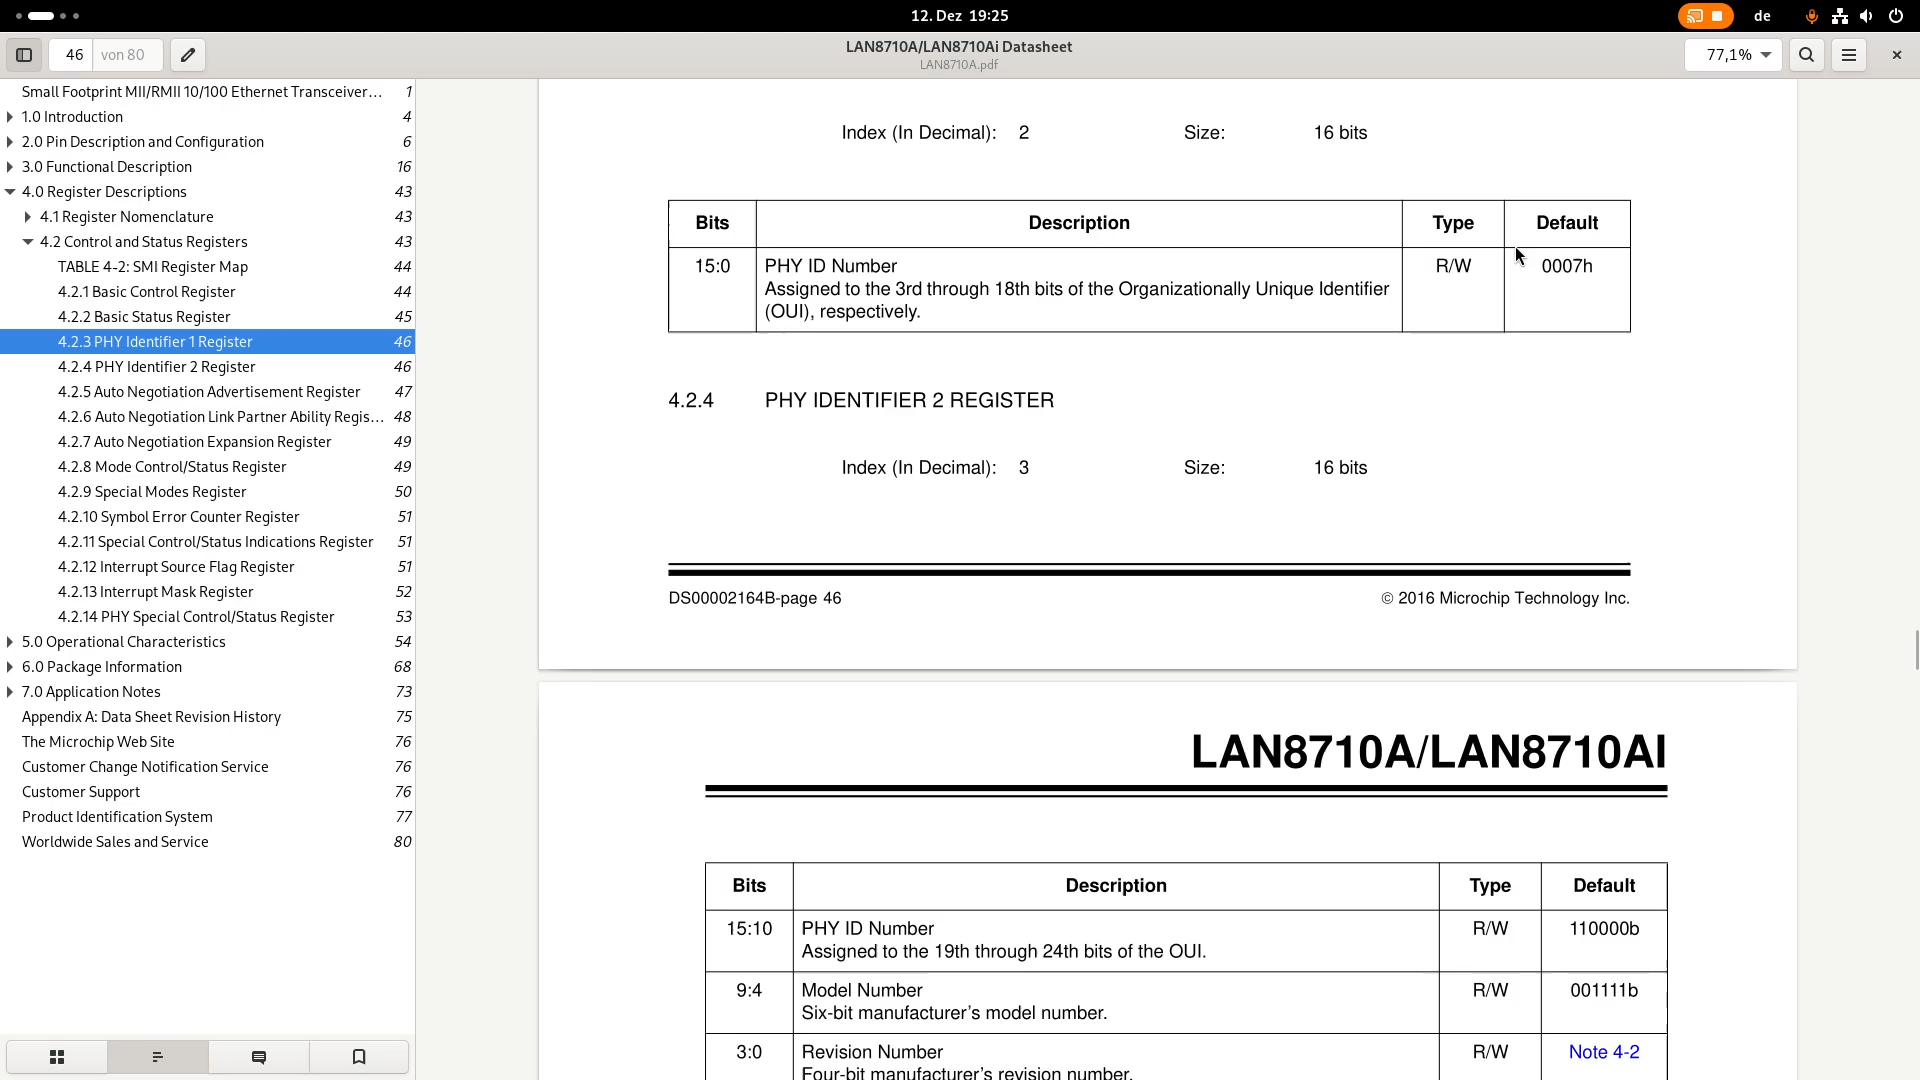 12. Dez 19:25
de
46
von 80
LAN8710A/LAN8710Ai Datasheet
LAN8710A.pdf
77,1%
Small Footprint MII/RMII 10/100 Ethernet Transceiver... 1
1.0 Introduction 4
2.0 Pin Description and Configuration 6
3.0 Functional Description 16
4.0 Register Descriptions 43
4.1 Register Nomenclature 43
4.2 Control and Status Registers 43
TABLE 4-2: SMI Register Map 44
4.2.1 Basic Control Register 44
4.2.2 Basic Status Register 45
4.2.3 PHY Identifier 1 Register 46
4.2.4 PHY Identifier 2 Register 46
4.2.5 Auto Negotiation Advertisement Register 47
4.2.6 Auto Negotiation Link Partner Ability Regis... 48
4.2.7 Auto Negotiation Expansion Register 49
4.2.8 Mode Control/Status Register 49
4.2.9 Special Modes Register 50
4.2.10 Symbol Error Counter Register 51
4.2.11 Special Control/Status Indications Register 51
4.2.12 Interrupt Source Flag Register 51
4.2.13 Interrupt Mask Register 52
4.2.14 PHY Special Control/Status Register 53
5.0 Operational Characteristics 54
6.0 Package Information 68
7.0 Application Notes 73
Appendix A: Data Sheet Revision History 75
The Microchip Web Site 76
Customer Change Notification Service 76
Customer Support 76
Product Identification System 77
Worldwide Sales and Service 80
Index (In Decimal): 2 Size: 16 bits
Bits Description Type Default
15:0 PHY ID Number R/W 0007h
Assigned to the 3rd through 18th bits of the Organizationally Unique Identifier
(OUI), respectively.
4.2.4 PHY IDENTIFIER 2 REGISTER
Index (In Decimal): 3 Size: 16 bits
DS00002164B-page 46 © 2016 Microchip Technology Inc.
LAN8710A/LAN8710AI
Bits Description Type Default
15:10 PHY ID Number R/W 110000b
Assigned to the 19th through 24th bits of the OUI.
9:4 Model Number R/W 001111b
Six-bit manufacturer's model number.
3:0 Revision Number R/W Note 4-2
Four-bit manufacturer's revision number.